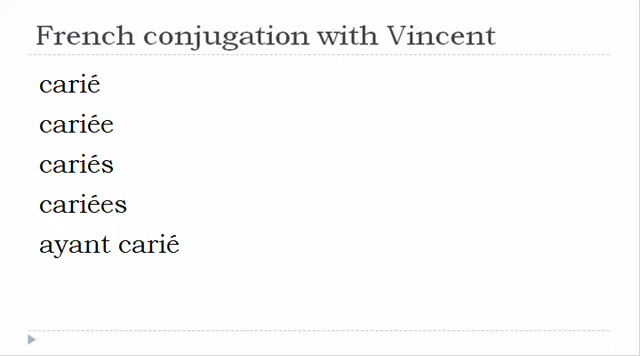 French conjugation with Vincent
carié
cariée
cariés
cariées
ayant carié